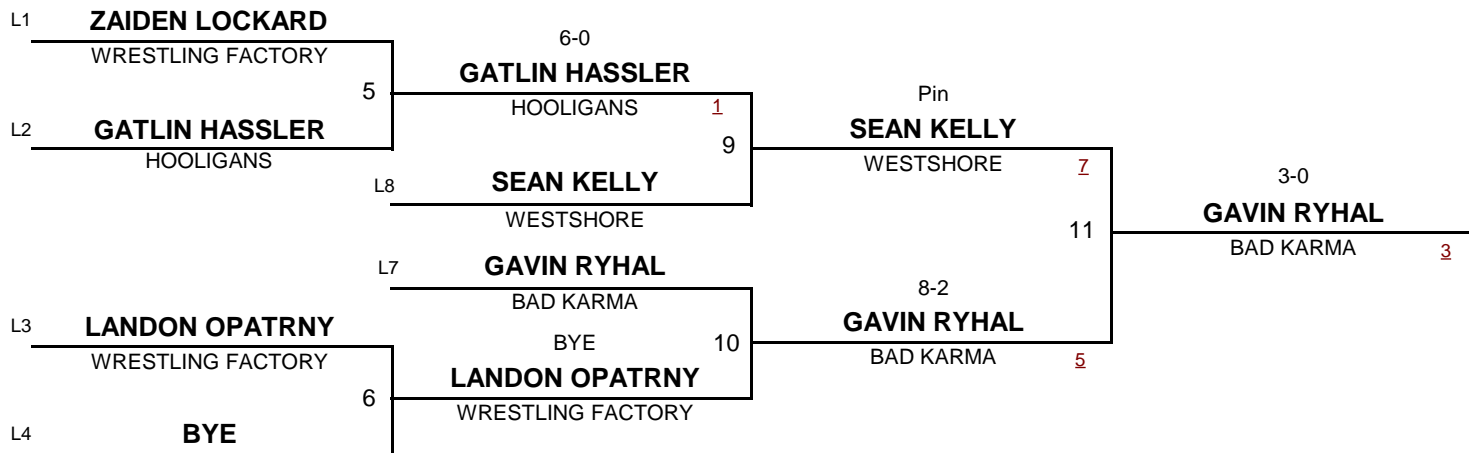 L1 ZAIDEN LOCKARD
WRESTLING FACTORY
5
L2 GATLIN HASSLER
HOOLIGANS
6-0
GATLIN HASSLER
HOOLIGANS 1
9
L8 SEAN KELLY
WESTSHORE
Pin
SEAN KELLY
WESTSHORE 7
11
3-0
GAVIN RYHAL
BAD KARMA 3
L7 GAVIN RYHAL
BAD KARMA
10
8-2
GAVIN RYHAL
BAD KARMA 5
L3 LANDON OPATRNY
WRESTLING FACTORY
BYE
LANDON OPATRNY
WRESTLING FACTORY
6
L4 BYE